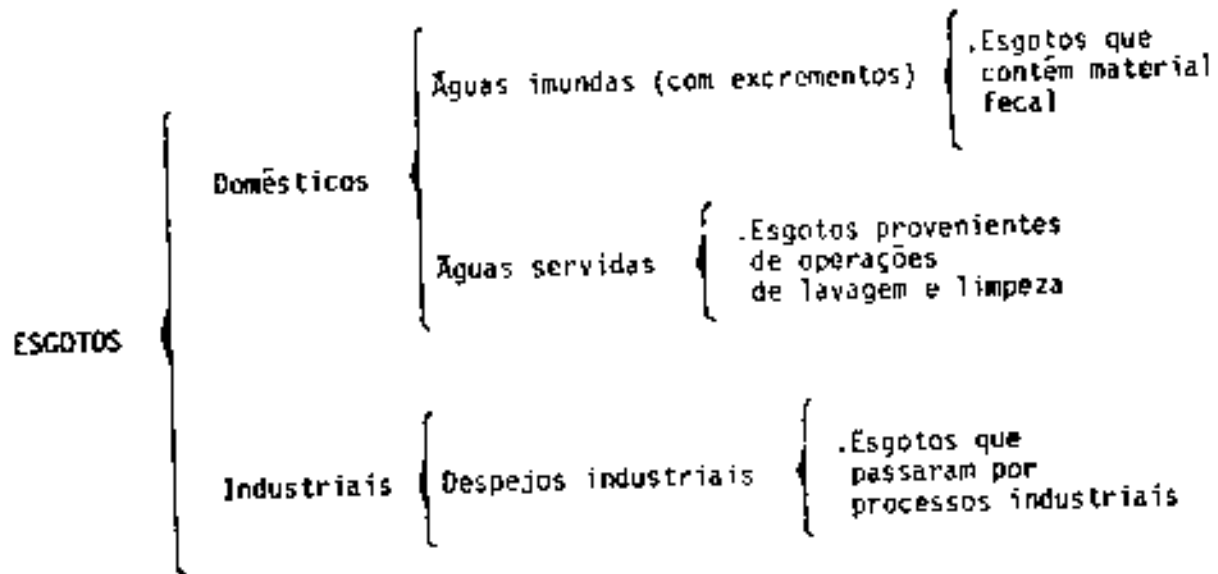 ESGOTOS
Domésticos
Águas imundas (com excrementos)
.Esgotos que
contém material
fecal
Águas servidas
.Esgotos provenientes
de operações
de lavagem e limpeza
Industriais
Despejos industriais
.Esgotos que
passaram por
processos industriais